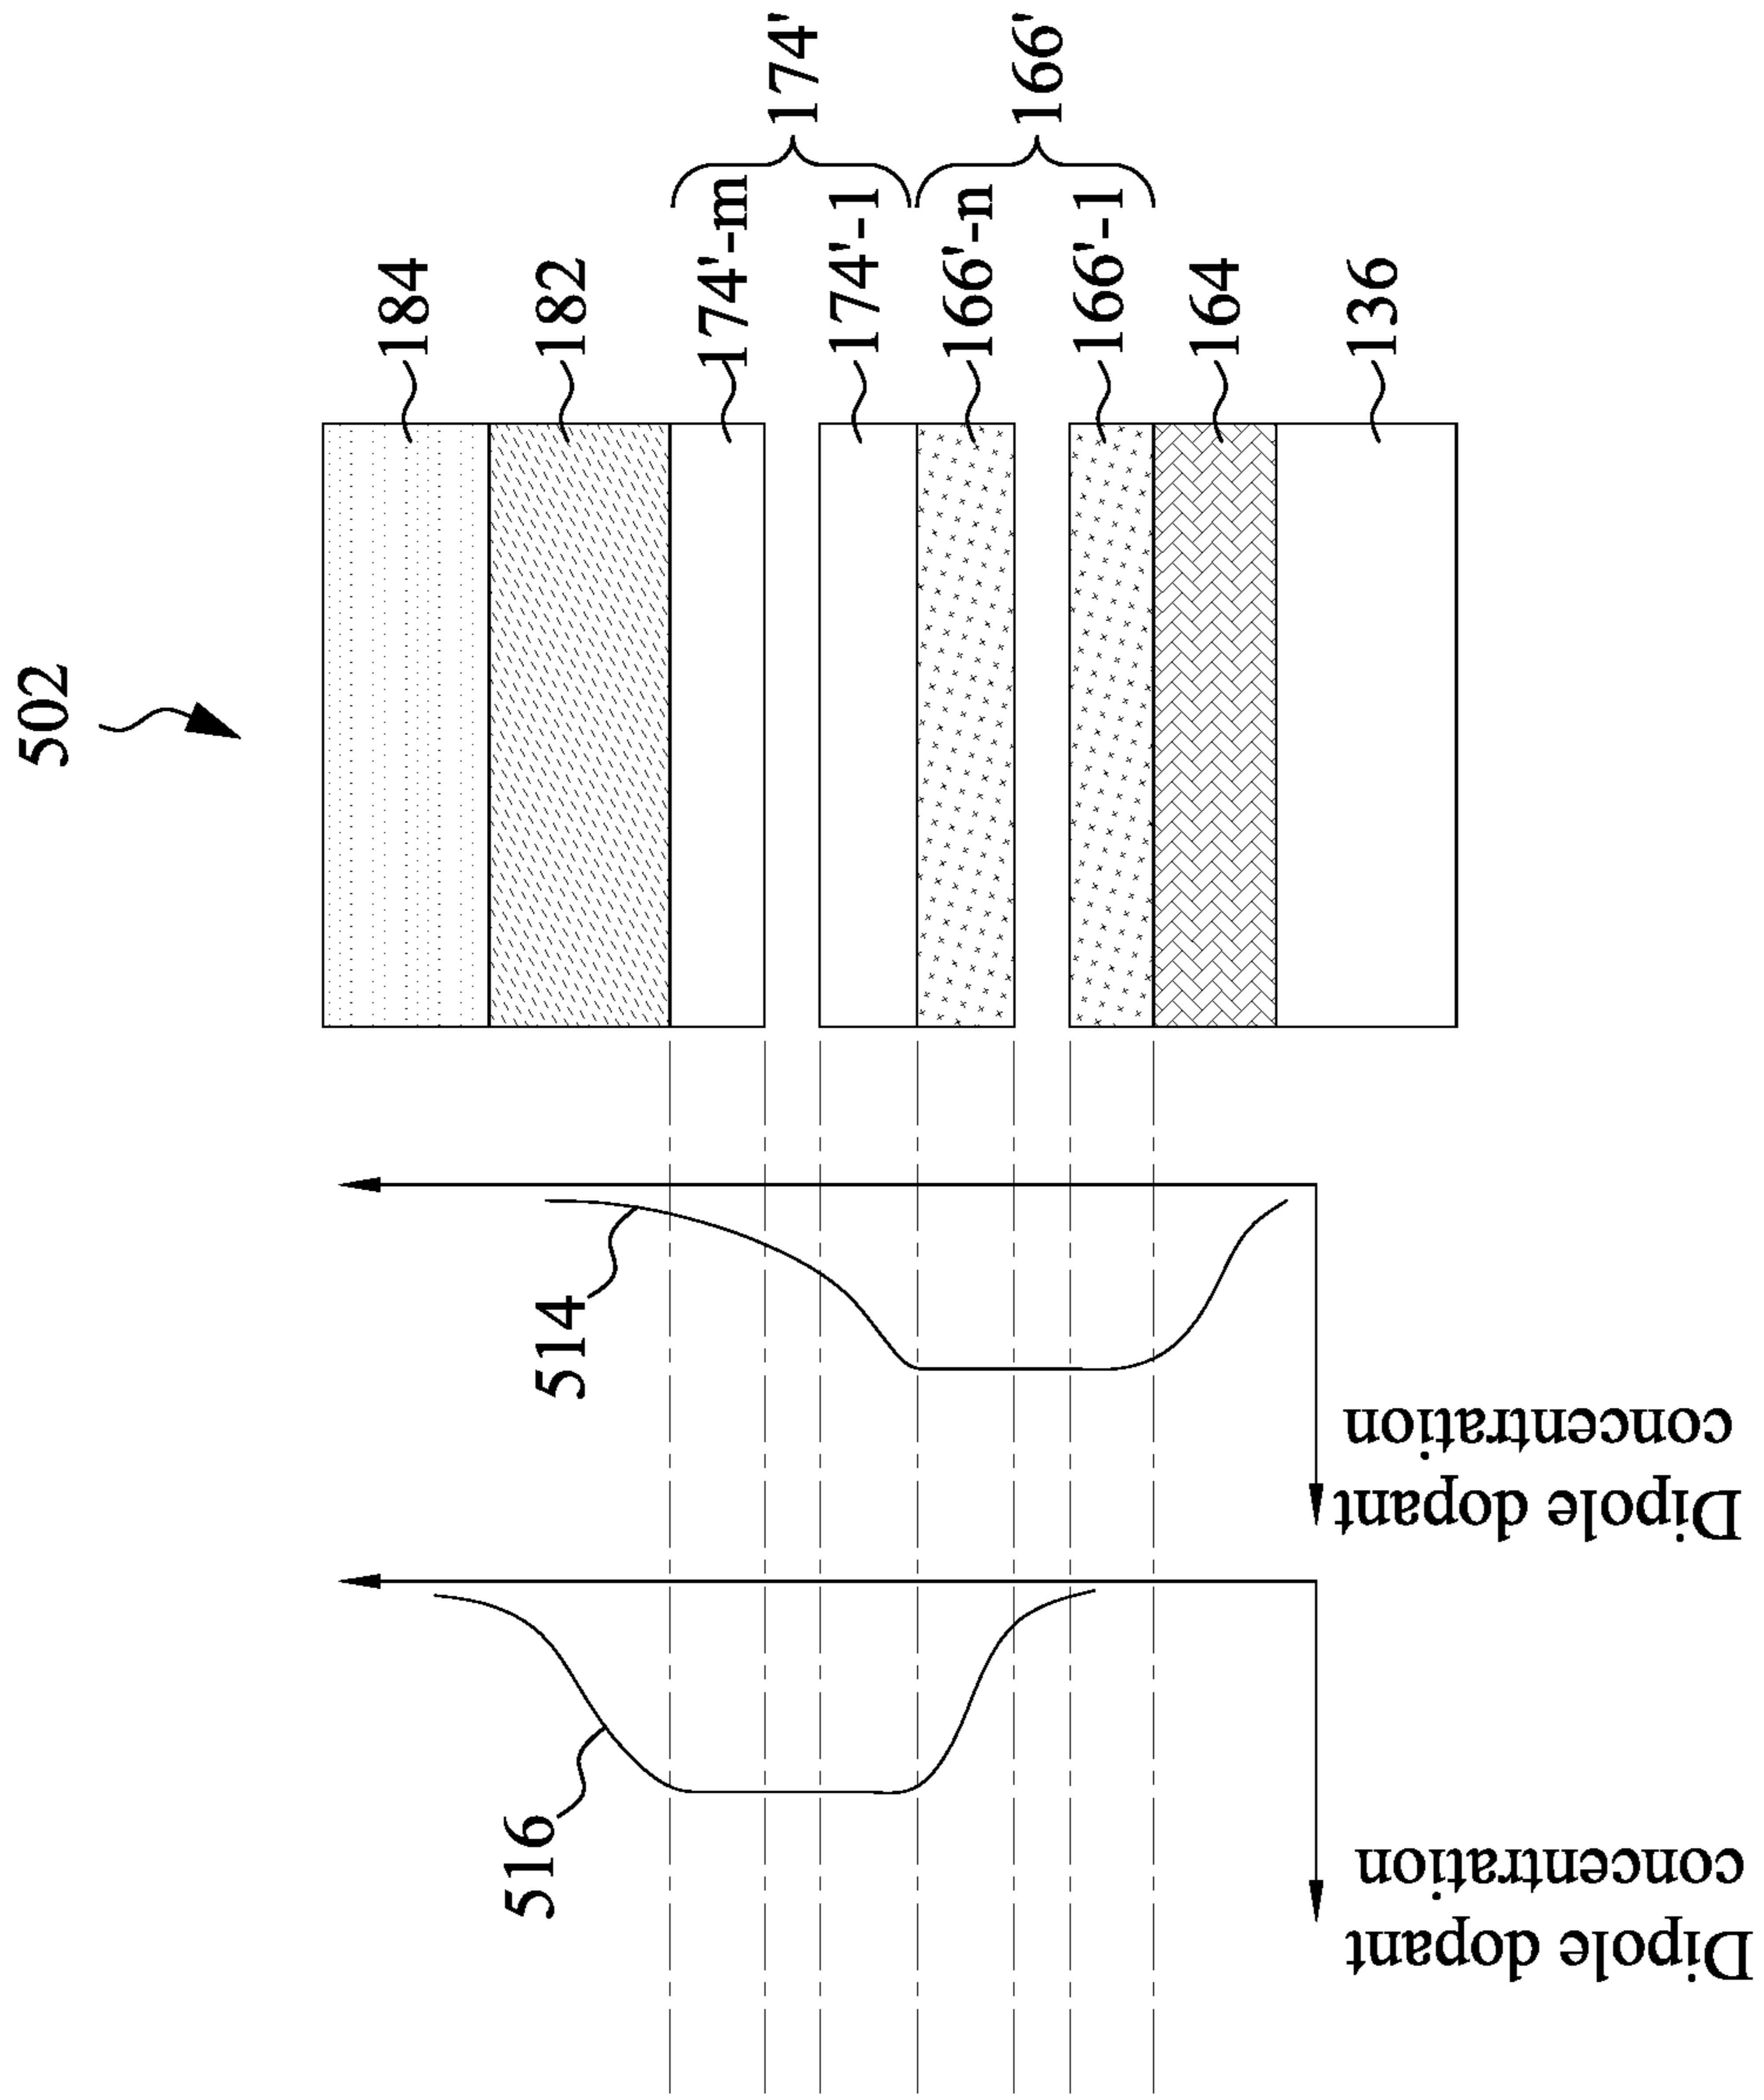 502
184
182
174'-m
174'-1
174'
166'-n
166'-1
166'
164
136
514
516
Dipole dopant
concentration
Dipole dopant
concentration